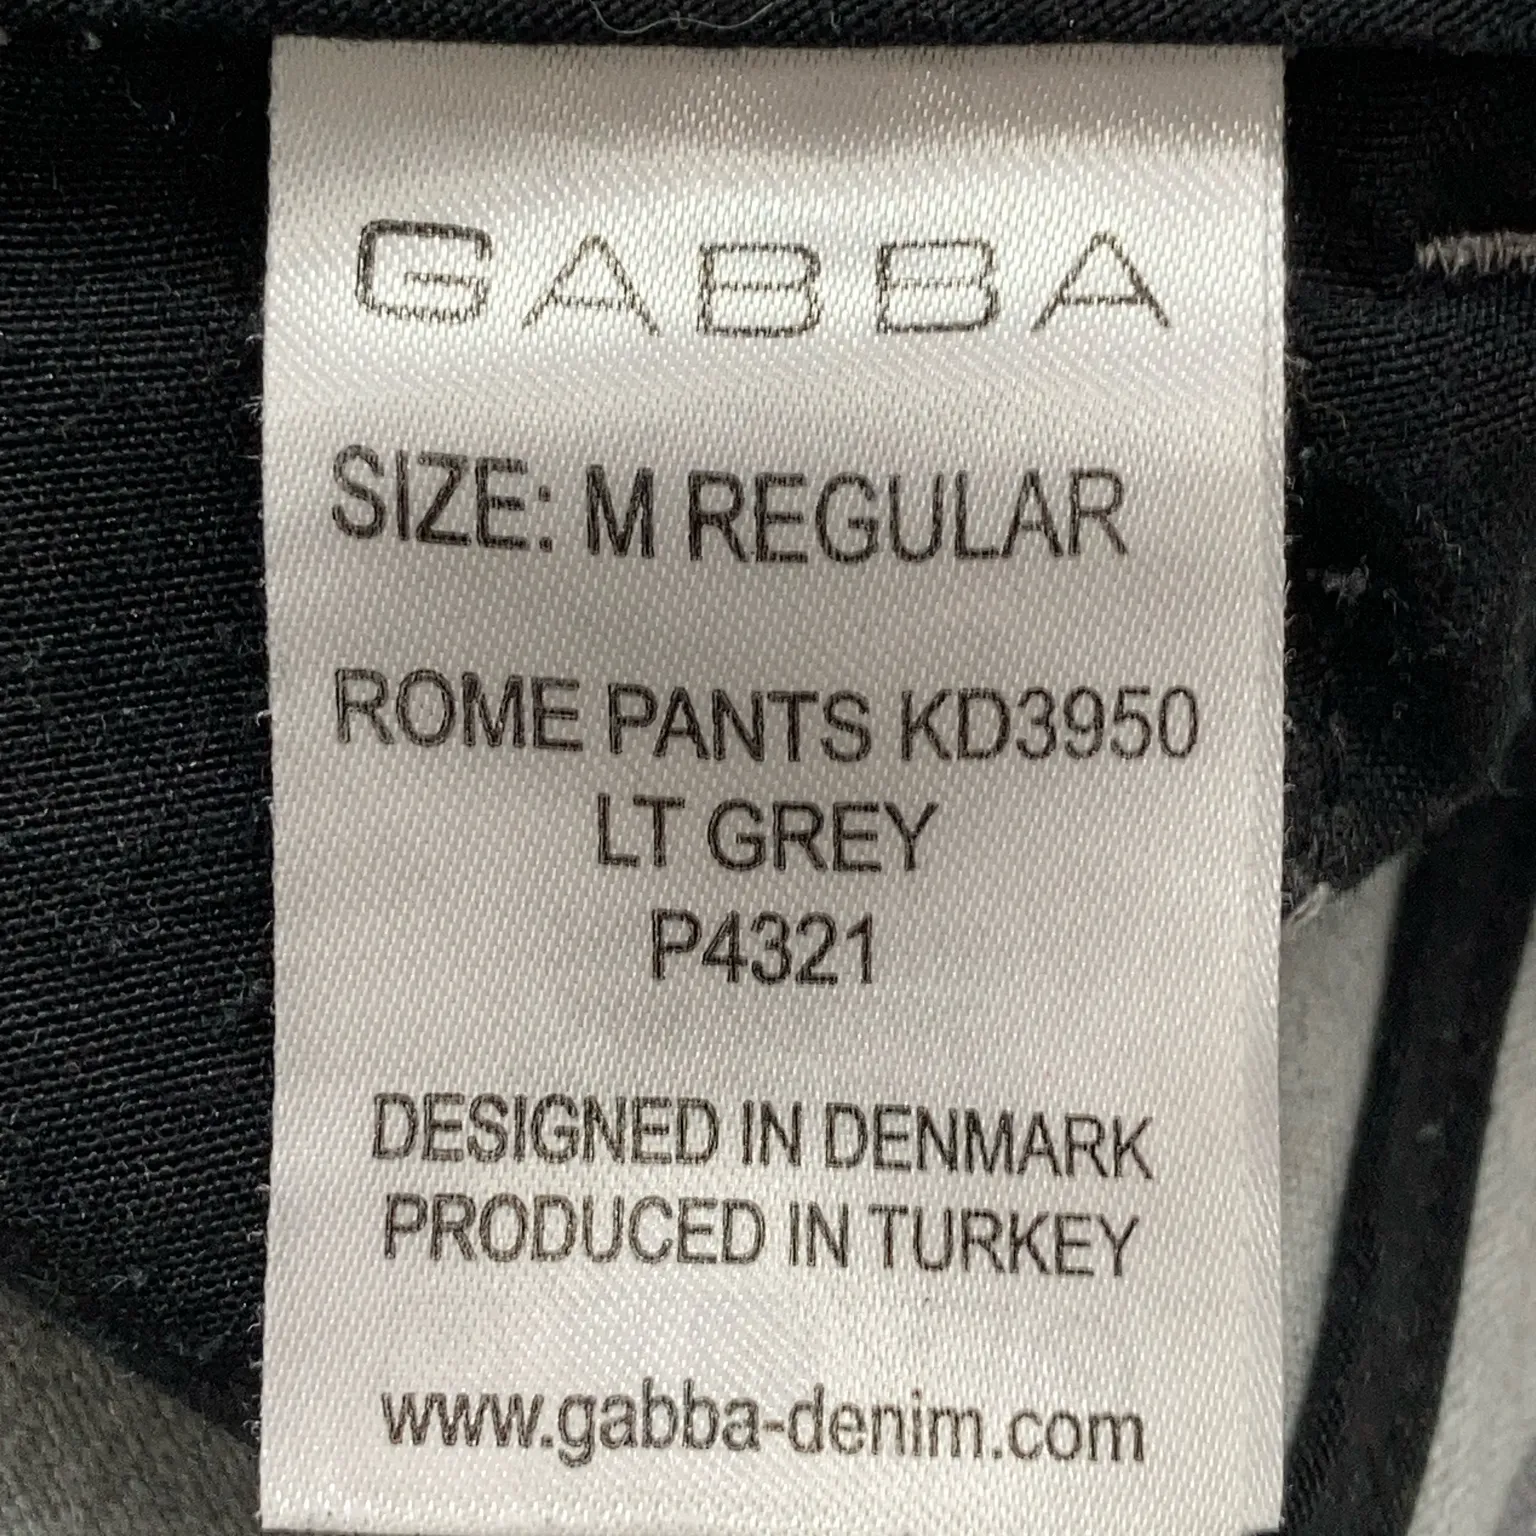 GABBA
SIZE: M REGULAR
ROME PANTS KD3950
LT GREY
P4321
DESIGNED IN DENMARK
PRODUCED IN TURKEY
www.gabba-denim.com